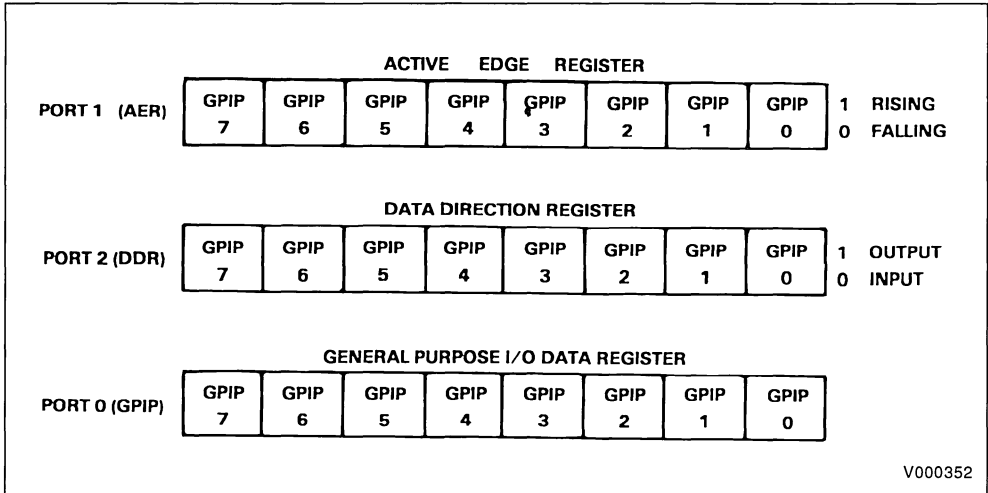 ACTIVE EDGE REGISTER
PORT 1 (AER) GPIP 7 GPIP 6 GPIP 5 GPIP 4 GPIP 3 GPIP 2 GPIP 1 GPIP 0 1 RISING 0 FALLING
DATA DIRECTION REGISTER
PORT 2 (DDR) GPIP 7 GPIP 6 GPIP 5 GPIP 4 GPIP 3 GPIP 2 GPIP 1 GPIP 0 1 OUTPUT 0 INPUT
GENERAL PURPOSE I/O DATA REGISTER
PORT 0 (GPIP) GPIP 7 GPIP 6 GPIP 5 GPIP 4 GPIP 3 GPIP 2 GPIP 1 GPIP 0
V000352